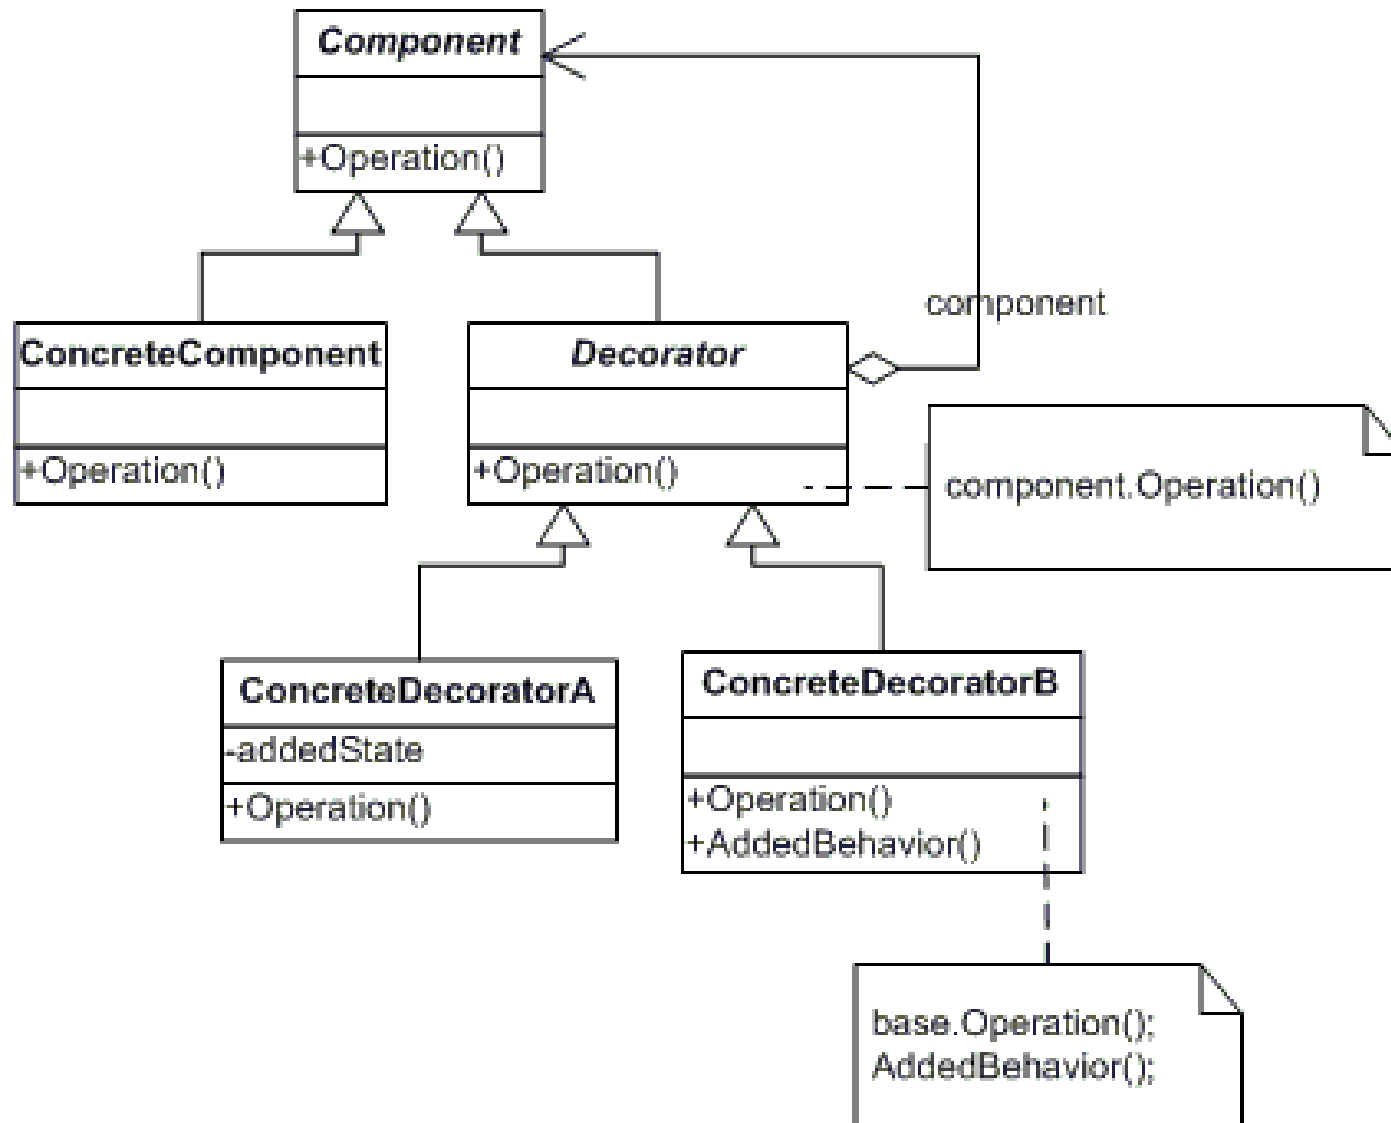 Component
+Operation()
component
ConcreteComponent
+Operation()
Decorator
+Operation()
component.Operation()
ConcreteDecoratorA
-addedState
+Operation()
ConcreteDecoratorB
+Operation()
+AddedBehavior()
base.Operation();
AddedBehavior();